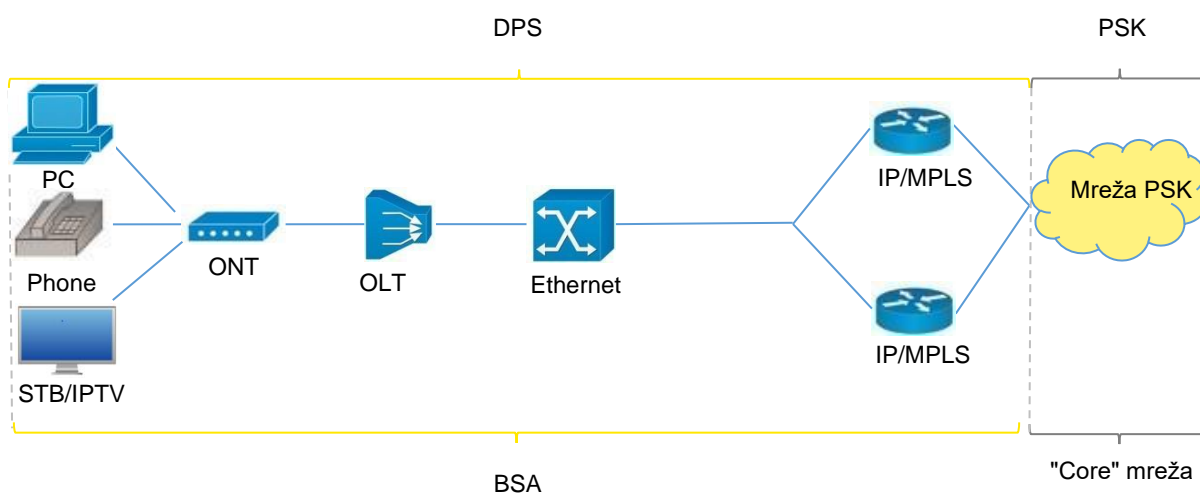 DPS
PSK
PC
Phone
STB/IPTV
ONT
OLT
Ethernet
IP/MPLS
IP/MPLS
Mreža PSK
BSA
"Core" mreža